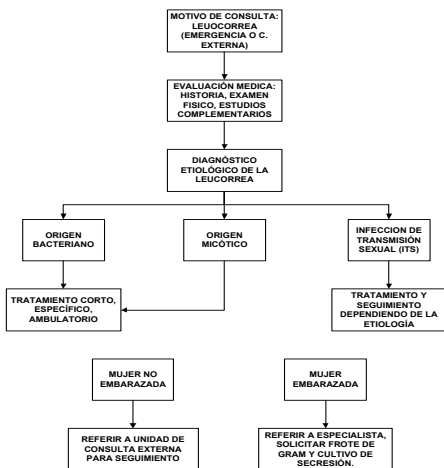 MOTIVO DE CONSULTA:
LEUOCORREA
(EMERGENCIA O C.
EXTERNA)
EVALUACIÓN MEDICA:
HISTORIA, EXAMEN
FISICO, ESTUDIOS
COMPLEMENTARIOS
DIAGNÓSTICO
ETIOLÓGICO DE LA
LEUCORREA
ORIGEN
BACTERIANO
ORIGEN
MICÓTICO
INFECCION DE
TRANSMISIÓN
SEXUAL (ITS)
TRATAMIENTO CORTO,
ESPECÍFICO,
AMBULATORIO
TRATAMIENTO Y
SEGUIMIENTO
DEPENDIENDO DE LA
ETIOLOGÍA
MUJER NO
EMBARAZADA
MUJER
EMBARAZADA
REFERIR A UNIDAD DE
CONSULTA EXTERNA
PARA SEGUIMIENTO
REFERIR A ESPECIALISTA,
SOLICITAR FROTE DE
GRAM Y CULTIVO DE
SECRESIÓN.